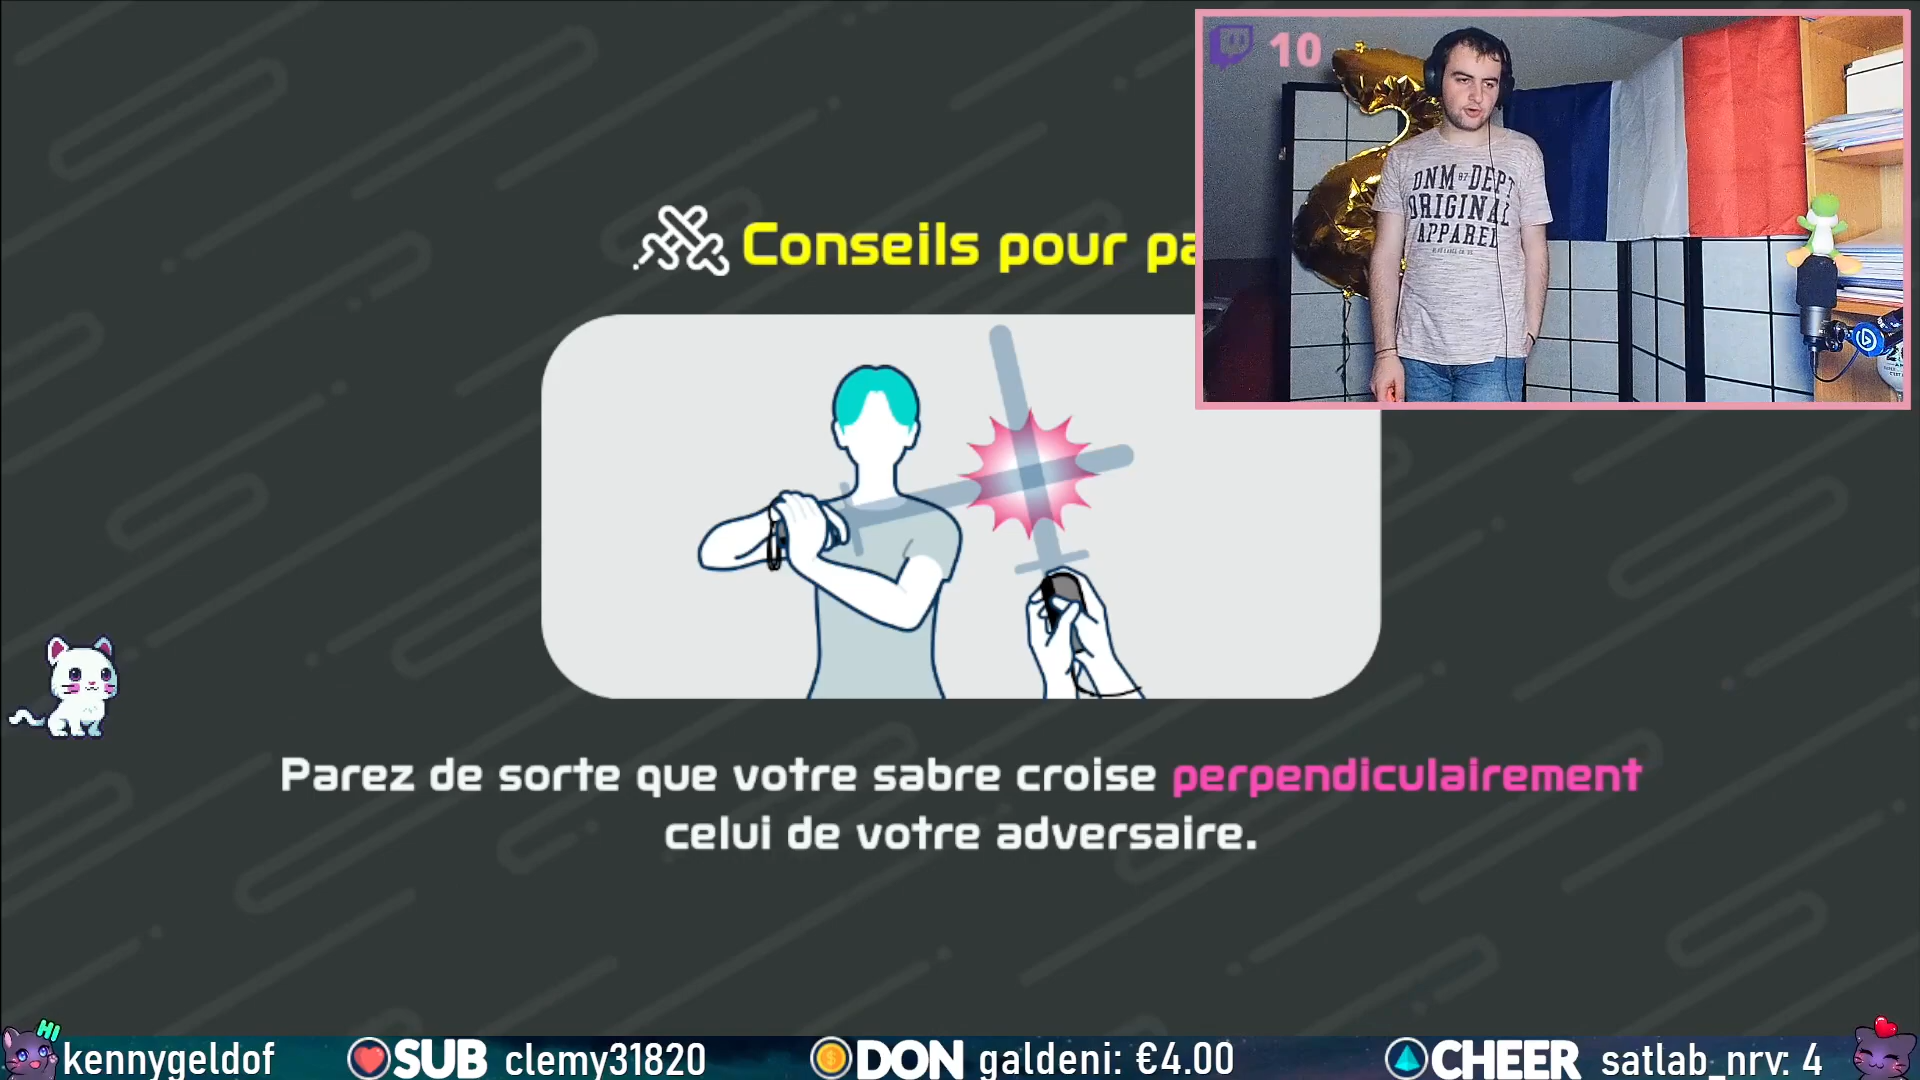 10
Conseils pour pa
DNM 87 DEPT
ORIGINAL
APPAREL
Parez de sorte que votre sabre croise perpendiculairement
celui de votre adversaire.
HI
kennygeldof
SUB clemy31820
DON galdeni: €4.00
CHEER satlab_nrv: 4